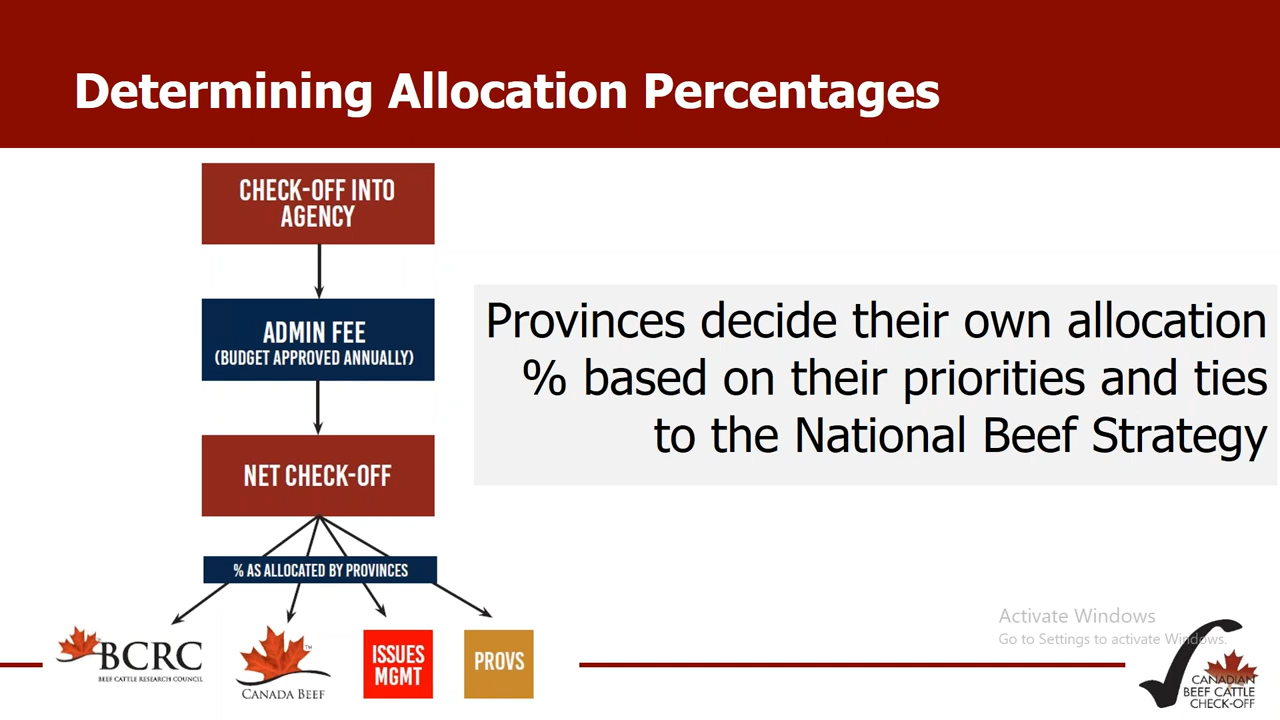 Determining Allocation Percentages
CHECK-OFF INTO
AGENCY
ADMIN FEE
(BUDGET APPROVED ANNUALLY)
NET CHECK-OFF
% AS ALLOCATED BY PROVINCES
BCRC
BEEF CATTLE RESEARCH COUNCIL
CANADA BEEF
TM
ISSUES
MGMT
PROVS
Provinces decide their own allocation
% based on their priorities and ties
to the National Beef Strategy
Activate Windows
Go to Settings to activate Windows.
CANADIAN
BEEF CATTLE
CHECK-OFF